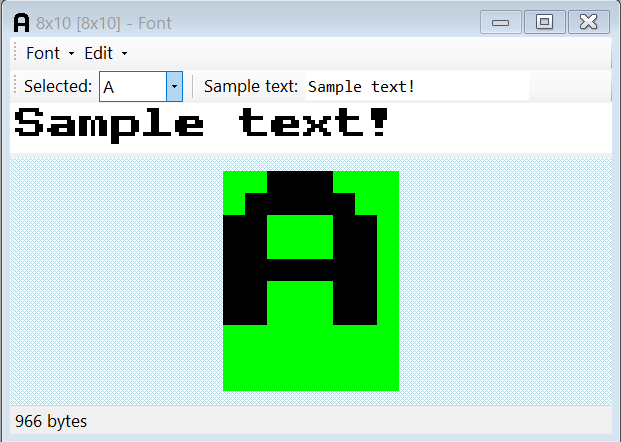 A 8x10 [8x10] - Font
Font Edit
Selected: A Sample text: Sample text!
Sample text!
A
966 bytes